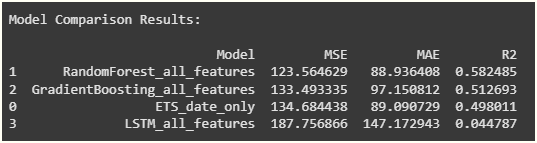 Model Comparison Results:
Model MSE MAE R2
1 RandomForest_all_features 123.564629 88.936408 0.582485
2 GradientBoosting_all_features 133.493335 97.150812 0.512693
0 ETS_date_only 134.684438 89.090729 0.498011
3 LSTM_all_features 187.756866 147.172943 0.044787